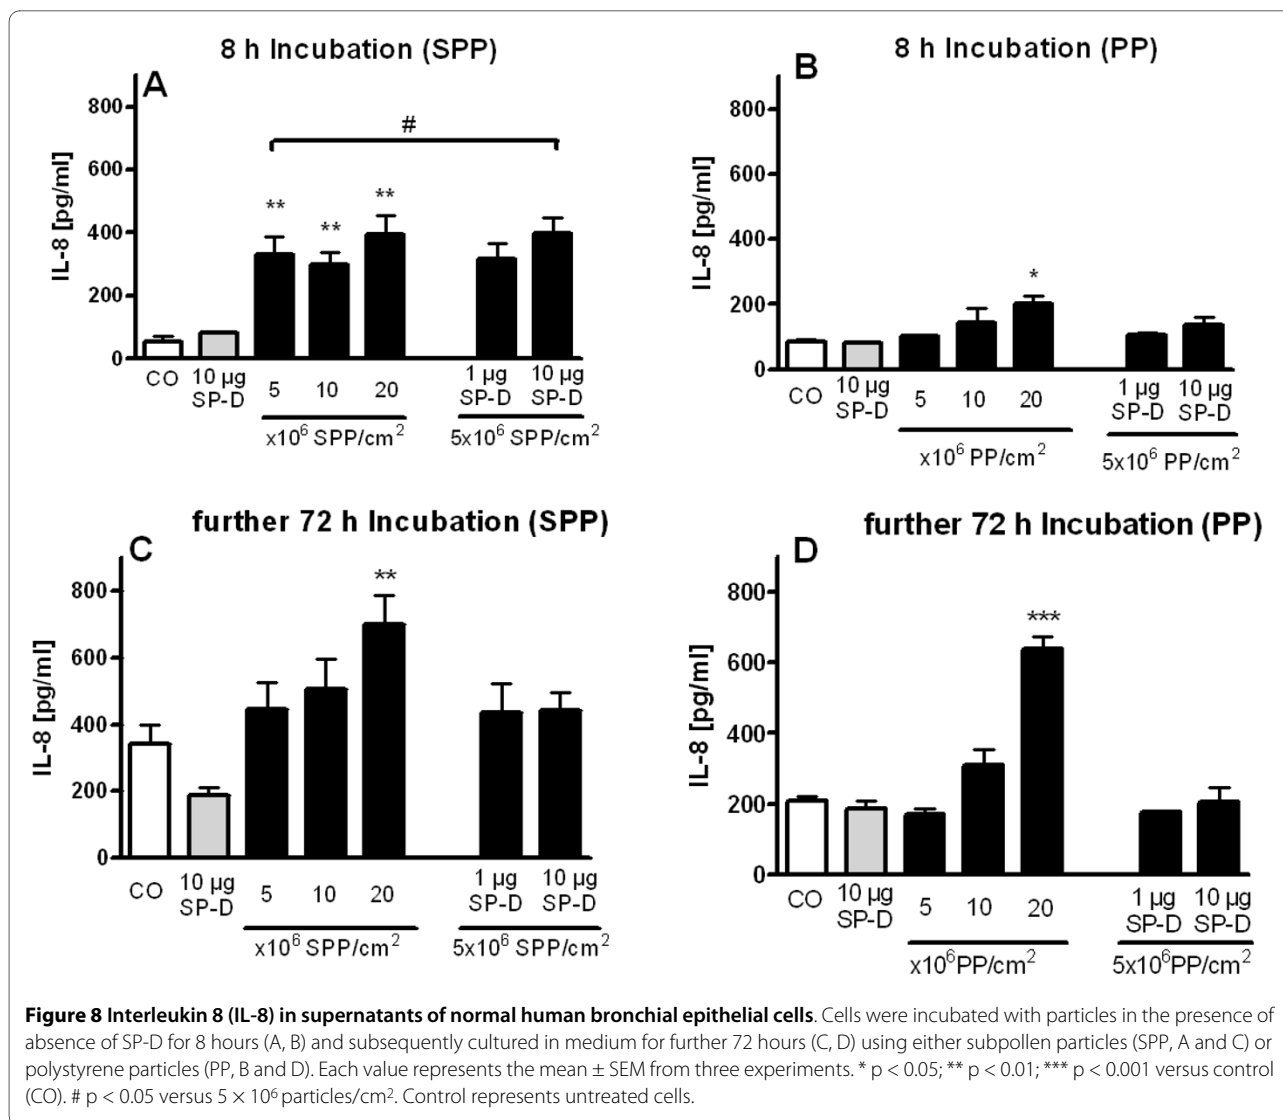 8 h Incubation (SPP)
A
IL-8 [pg/ml]
800
600
400
200
0
#
** ** **
CO 10 µg SP-D 5 10 20 1 µg SP-D 10 µg SP-D
x10⁶ SPP/cm² 5x10⁶ SPP/cm²
8 h Incubation (PP)
B
IL-8 [pg/ml]
800
600
400
200
0
*
CO 10 µg SP-D 5 10 20 1 µg SP-D 10 µg SP-D
x10⁶ PP/cm² 5x10⁶ PP/cm²
further 72 h Incubation (SPP)
C
IL-8 [pg/ml]
800
600
400
200
0
**
CO 10 µg SP-D 5 10 20 1 µg SP-D 10 µg SP-D
x10⁶ SPP/cm² 5x10⁶ SPP/cm²
further 72 h Incubation (PP)
D
IL-8 [pg/ml]
800
600
400
200
0
***
CO 10 µg SP-D 5 10 20 1 µg SP-D 10 µg SP-D
x10⁶PP/cm² 5x10⁶PP/cm²
Figure 8 Interleukin 8 (IL-8) in supernatants of normal human bronchial epithelial cells. Cells were incubated with particles in the presence of
absence of SP-D for 8 hours (A, B) and subsequently cultured in medium for further 72 hours (C, D) using either subpollen particles (SPP, A and C) or
polystyrene particles (PP, B and D). Each value represents the mean ± SEM from three experiments. * p < 0.05; ** p < 0.01; *** p < 0.001 versus control
(CO). # p < 0.05 versus 5 × 10⁶ particles/cm². Control represents untreated cells.